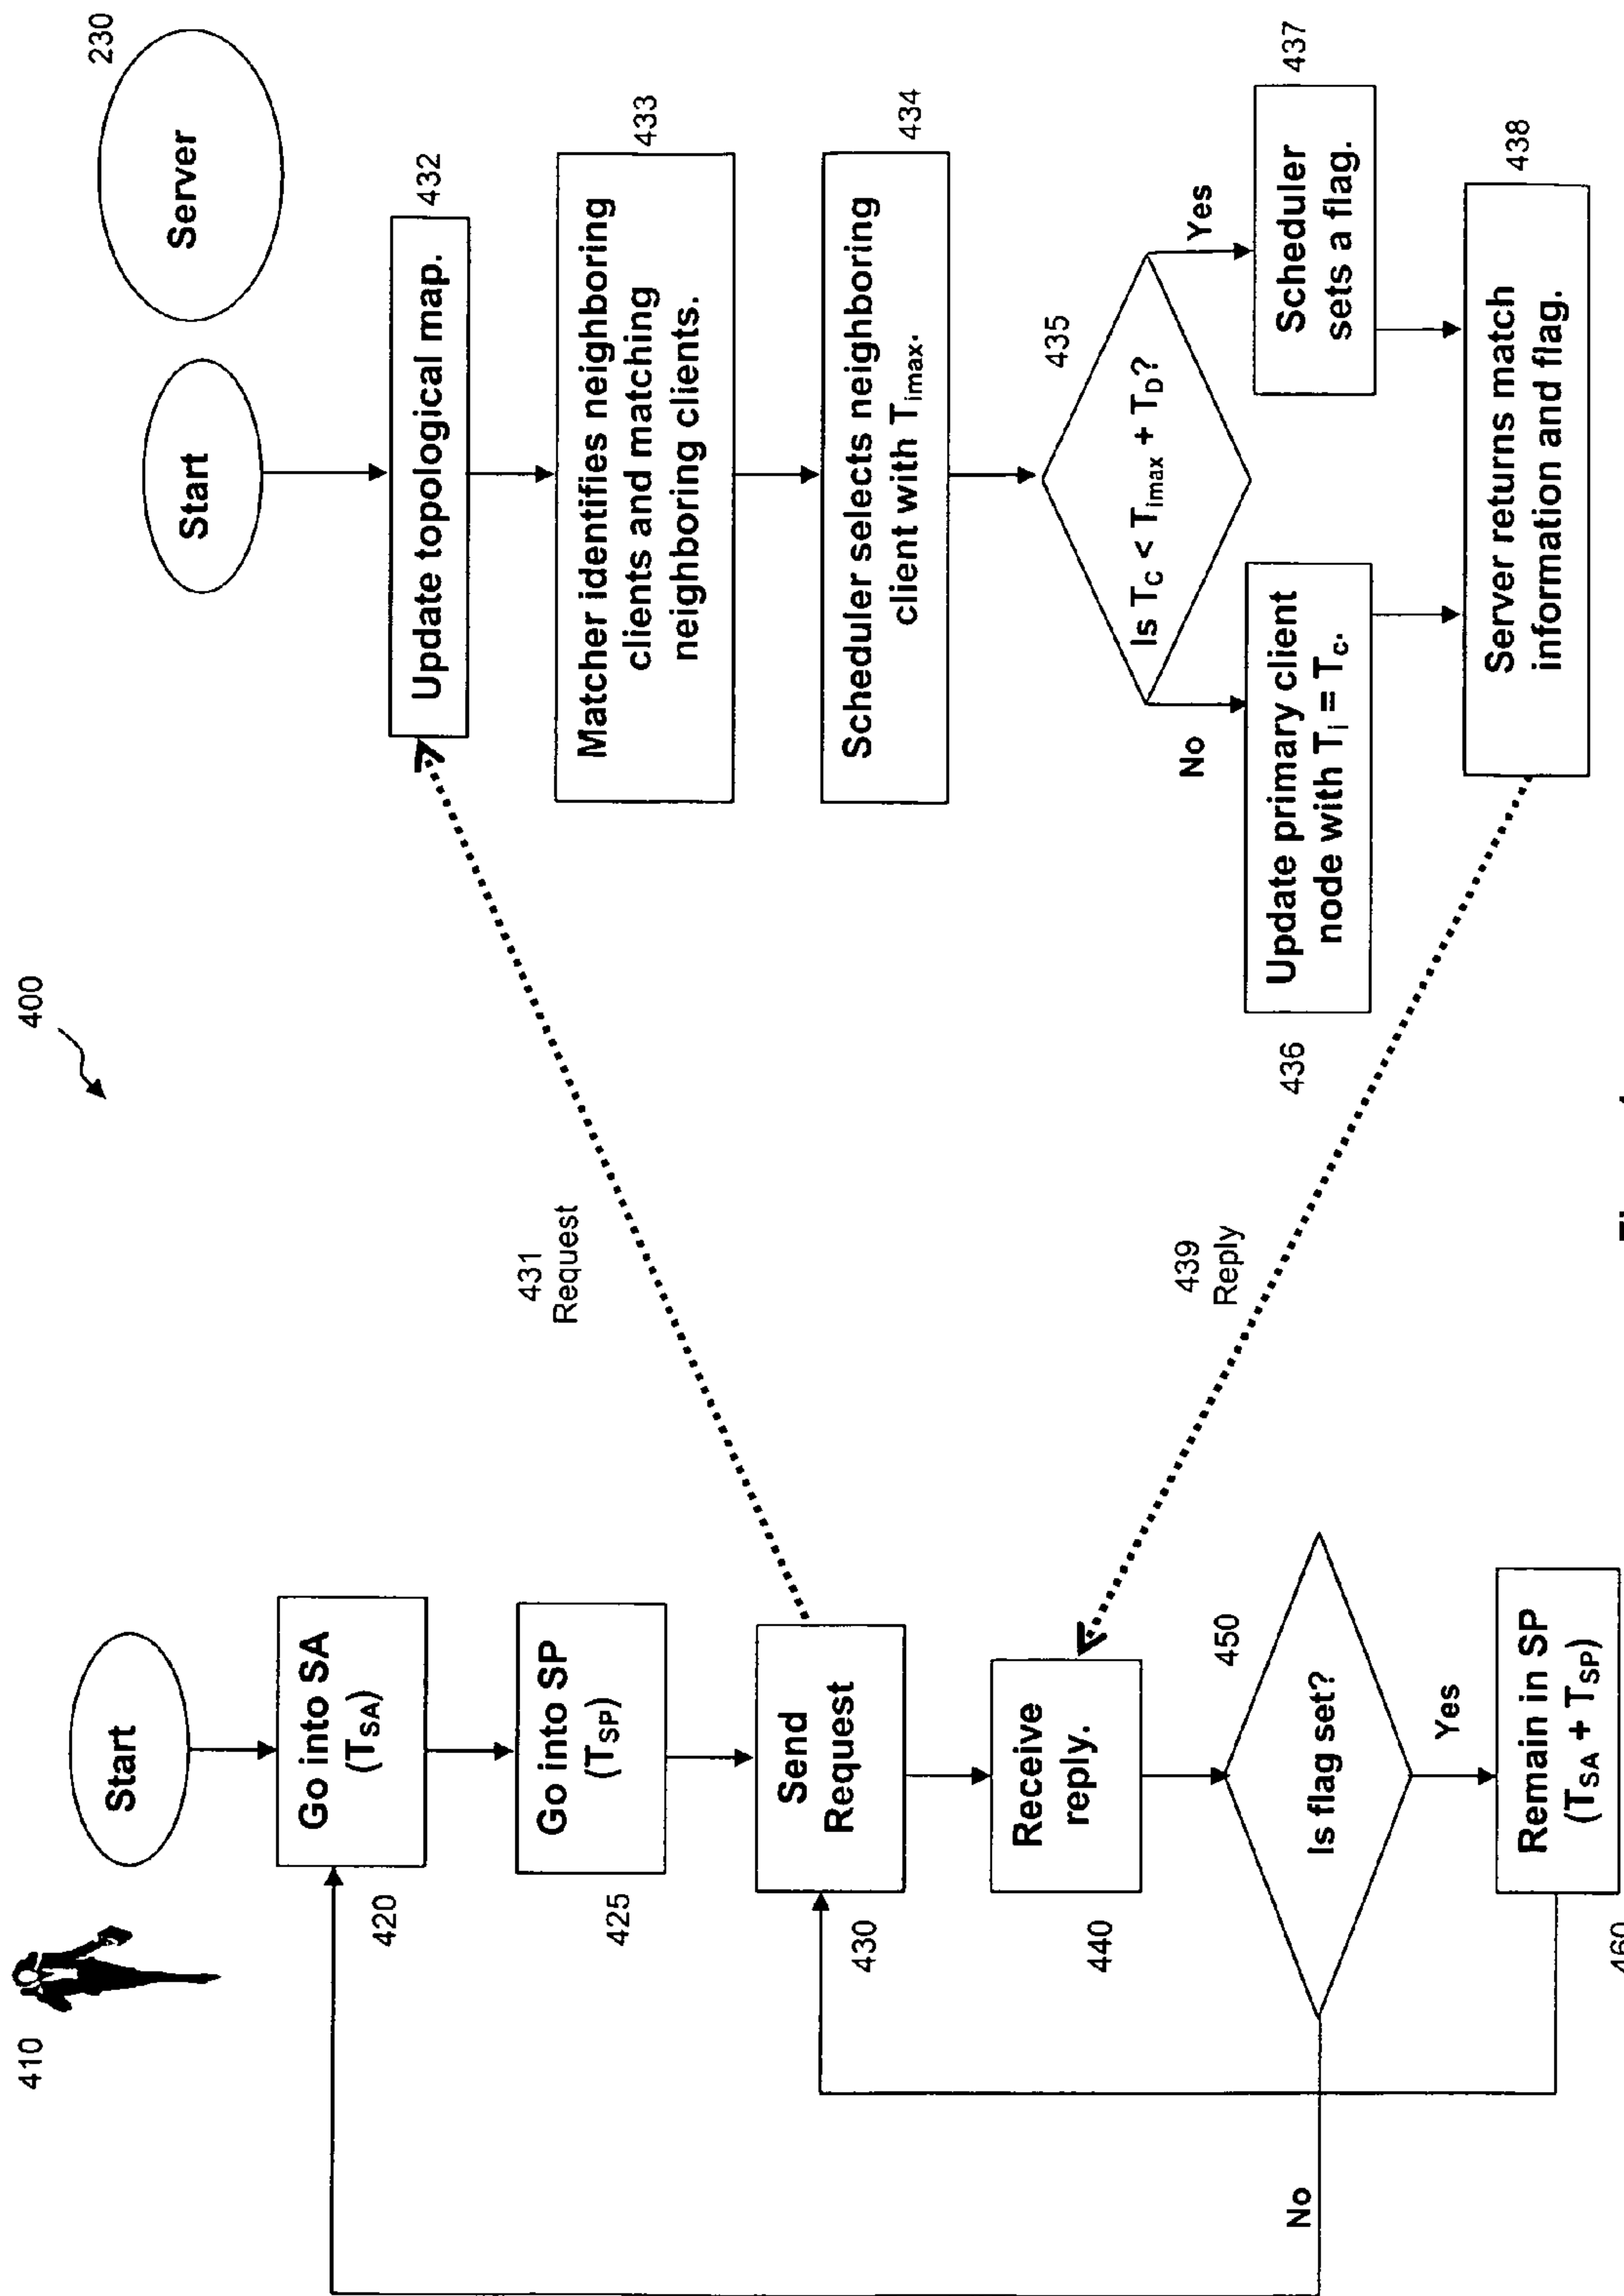 400
410
Start
Go into SA
(TSA)
420
Go into SP
(TSP)
425
Send
Request
430
Receive
reply.
440
Is flag set?
450
No
Yes
Remain in SP
(TSA + TSP)
460
431
Request
439
Reply
Server
230
Start
Update topological map.
432
Matcher identifies neighboring
clients and matching
neighboring clients.
433
Scheduler selects neighboring
client with Timax.
434
Is TC < Timax + TD?
435
No
Yes
Update primary client
node with Ti = Tc.
436
Scheduler
sets a flag.
437
Server returns match
information and flag.
438